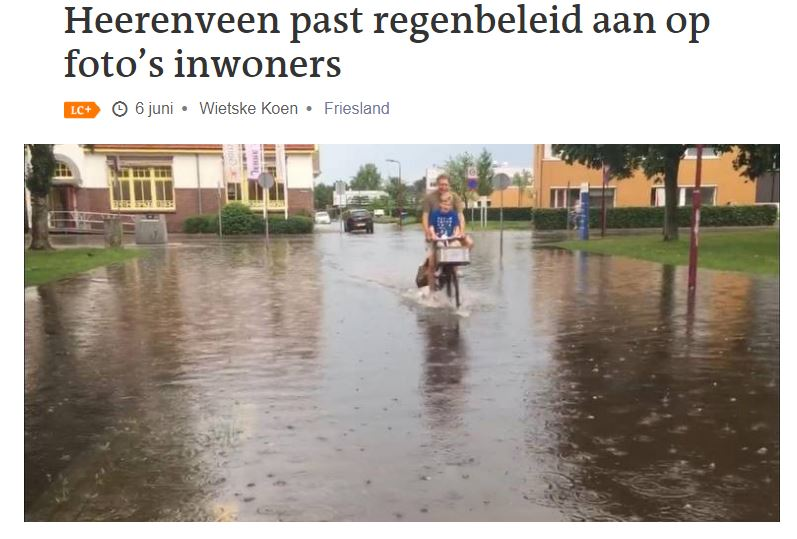 Heerenveen past regenbeleid aan op
foto’s inwoners
LC+ 6 juni • Wietske Koen • Friesland